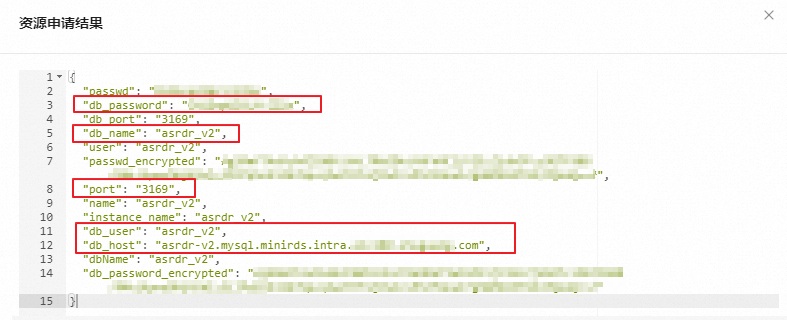 资源申请结果
1 {
2 "passwd": "
3 "db_password": "
4 "db_port": "3169",
5 "db_name": "asrdr_v2",
6 "user": "asrdr_v2",
7 "passwd_encrypted": "
",
8 "port": "3169",
9 "name": "asrdr_v2",
10 "instance_name": "asrdr_v2",
11 "db_user": "asrdr_v2",
12 "db_host": "asrdr-v2.mysql.minirds.intra. .com",
13 "dbName": "asrdr_v2",
14 "db_password_encrypted": "
15 }